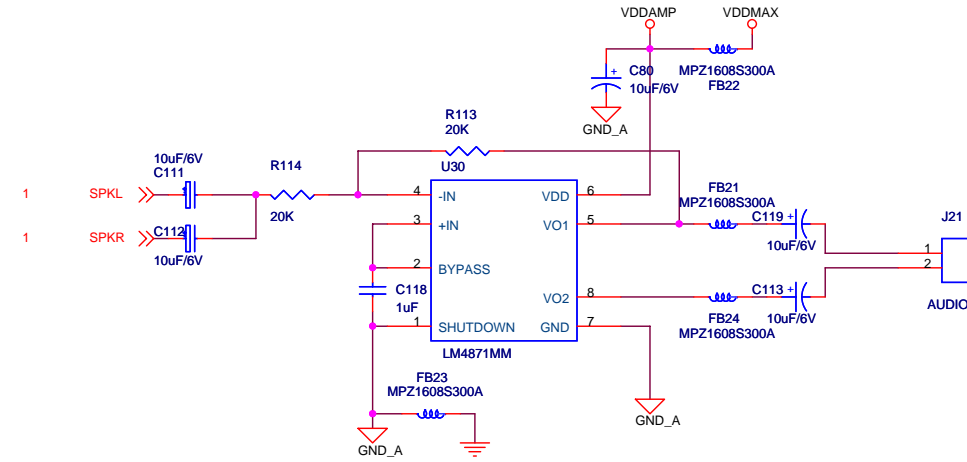 VDDAMP VDDMAX
+ C80 MPZ1608S300A
10uF/6V FB22
R113
20K
GND_A
10uF/6V
C111
R114
U30
1 SPKL
20K
4 -IN VDD 6
FB21
MPZ1608S300A
3 +IN VO1 5
C119 +
10uF/6V
J21
1 SPKR
C112
10uF/6V
1
2
2 BYPASS
C118
1uF
VO2 8
C113 +
10uF/6V
AUDIO
FB24
MPZ1608S300A
1 SHUTDOWN GND 7
LM4871MM
FB23
MPZ1608S300A
GND_A
GND_A